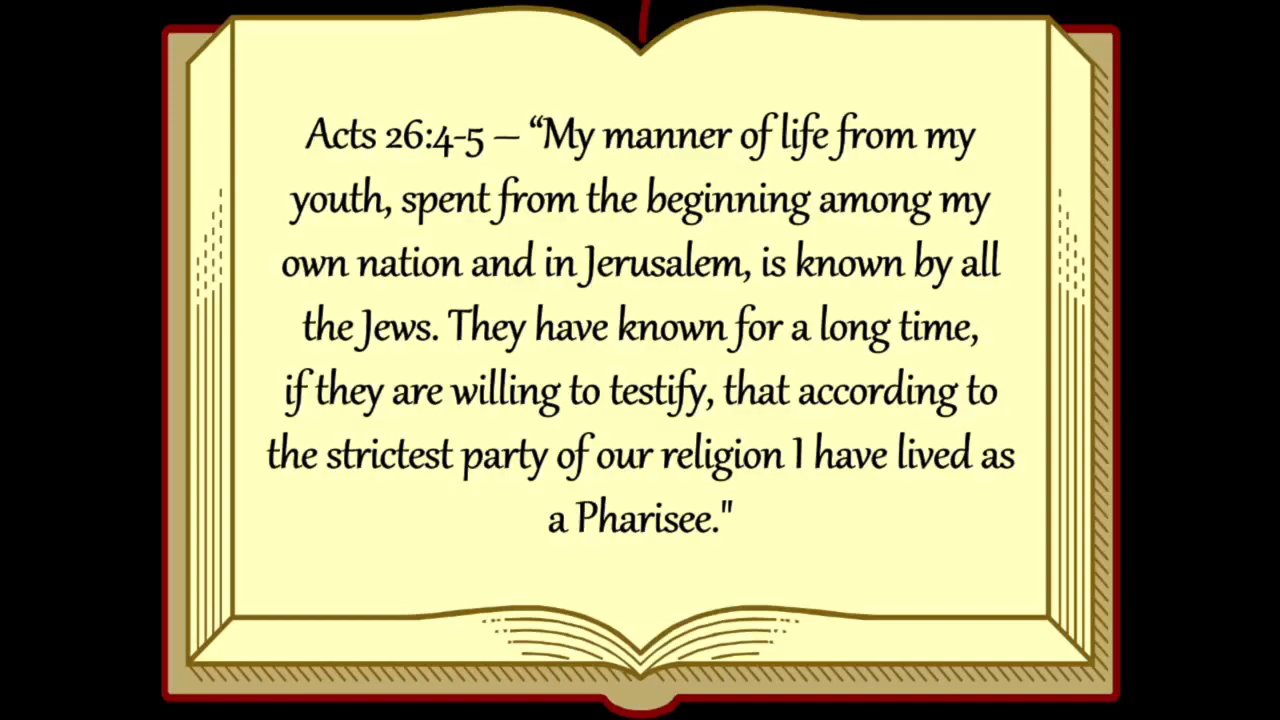 Acts 26:4-5 – “My manner of life from my
youth, spent from the beginning among my
own nation and in Jerusalem, is known by all
the Jews. They have known for a long time,
if they are willing to testify, that according to
the strictest party of our religion I have lived as
a Pharisee."